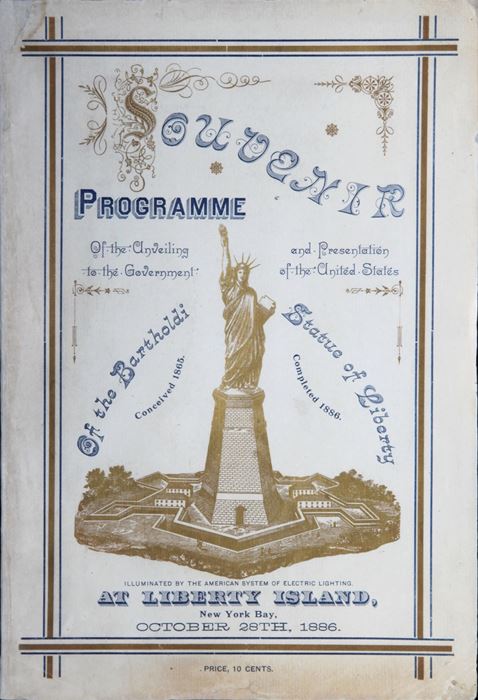 Souvenir
Programme
Of the Unveiling and Presentation
to the Government of the United States
Of the Bartholdi Statue of Liberty
Conceived 1865. Completed 1886.
ILLUMINATED BY THE AMERICAN SYSTEM OF ELECTRIC LIGHTING.
AT LIBERTY ISLAND,
New York Bay,
OCTOBER 28TH, 1886.
PRICE, 10 CENTS.